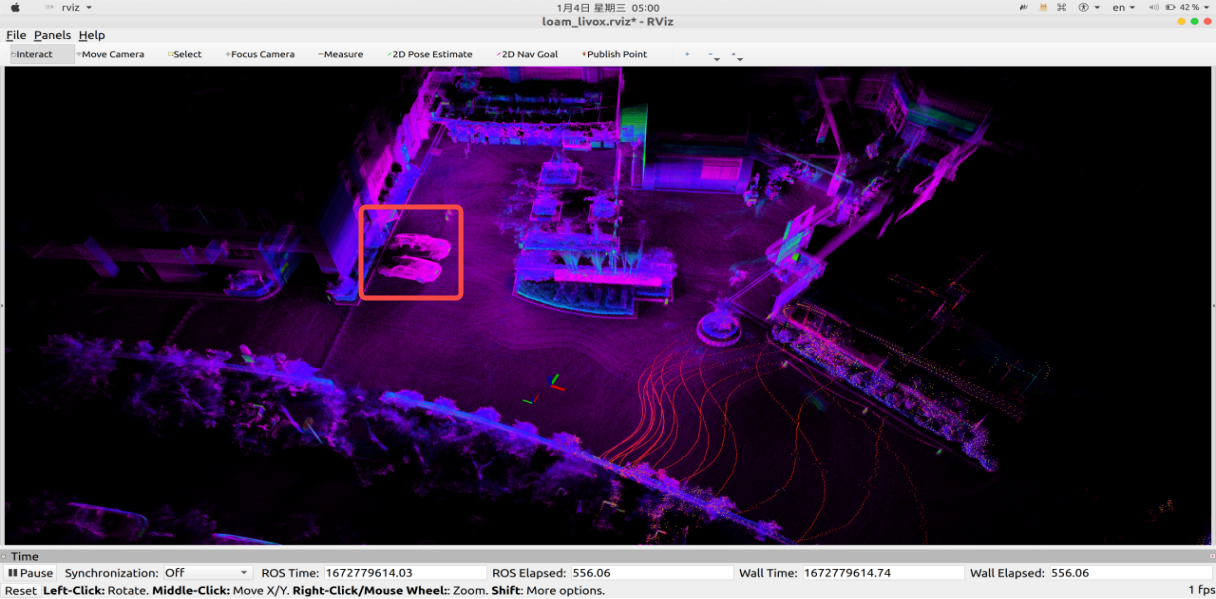 rviz
1月4日 星期三 05:00
en
42 %
loam_livox.rviz* - RViz
File Panels Help
Interact Move Camera Select Focus Camera Measure 2D Pose Estimate 2D Nav Goal Publish Point
Time
Pause Synchronization: Off ROS Time: 1672779614.03 ROS Elapsed: 556.06 Wall Time: 1672779614.74 Wall Elapsed: 556.06
Reset Left-Click: Rotate. Middle-Click: Move X/Y. Right-Click/Mouse Wheel:: Zoom. Shift: More options. 1 fps